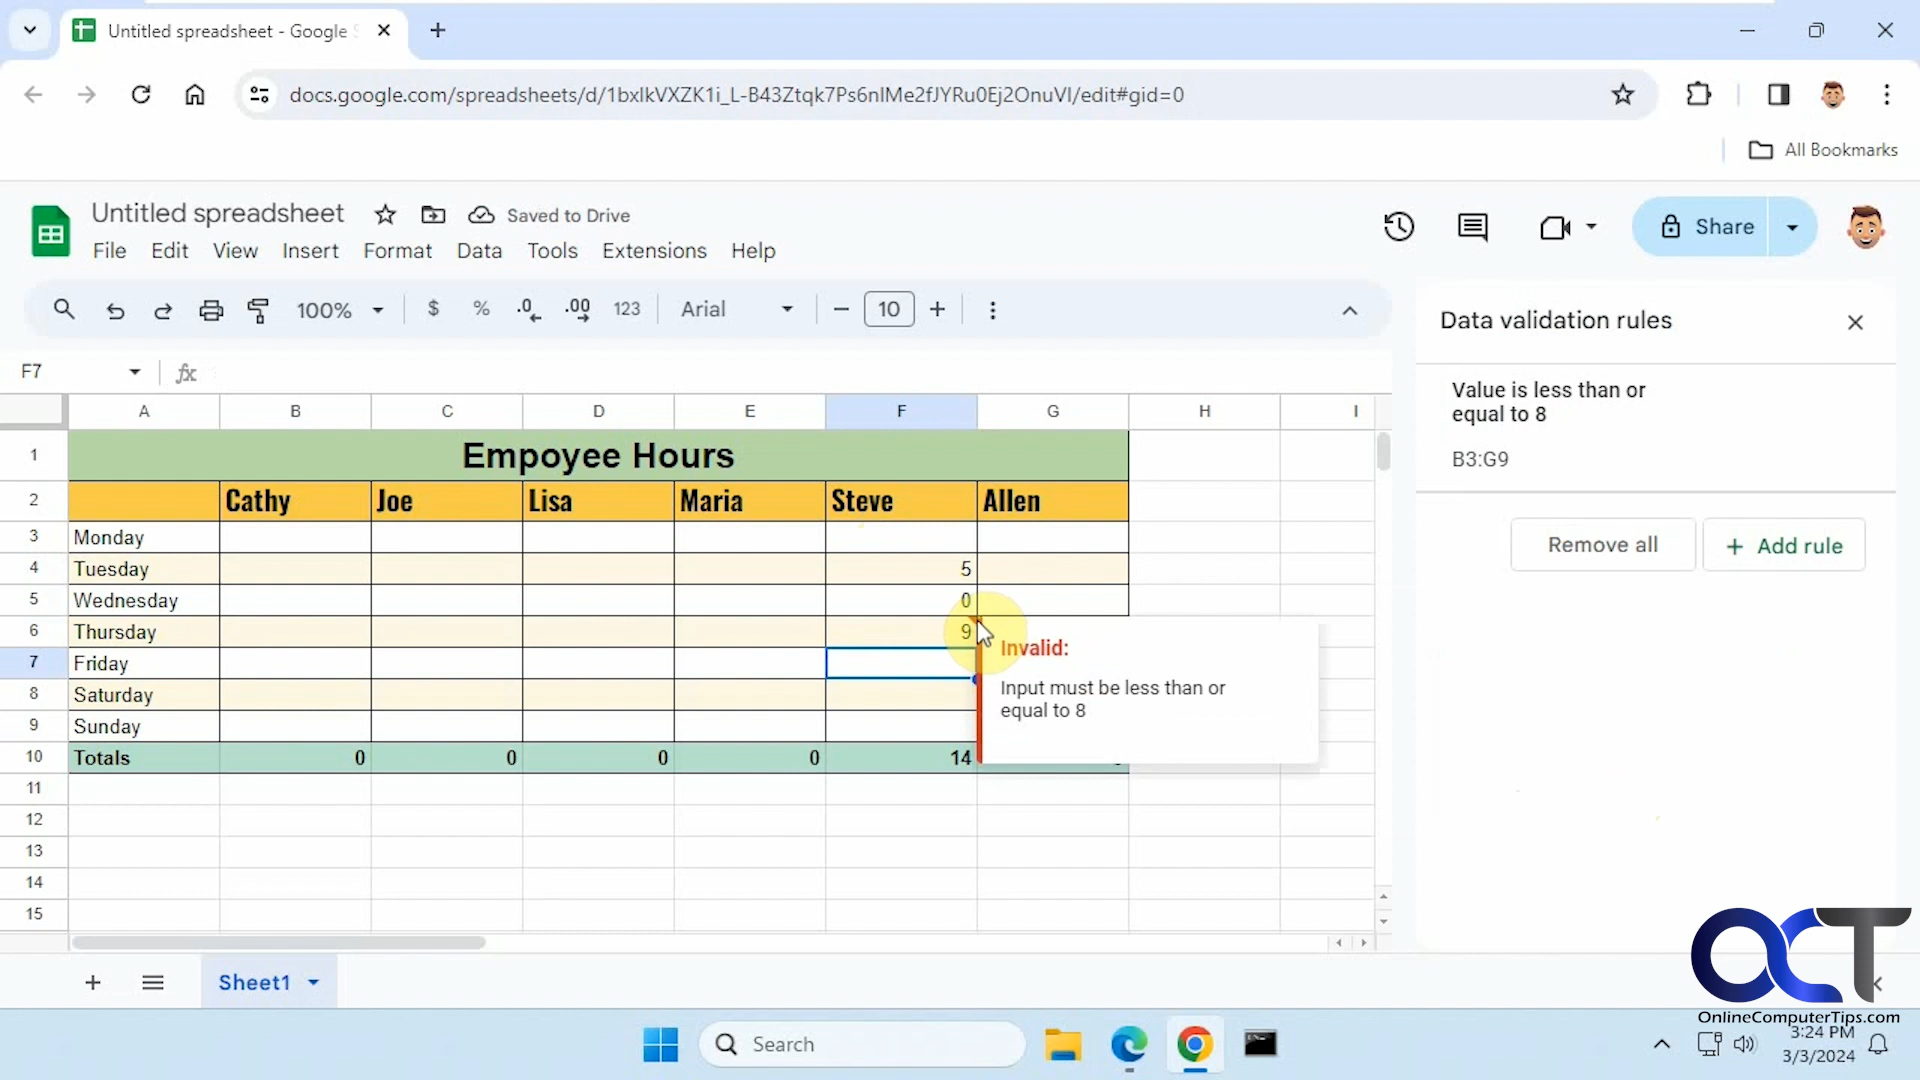 Untitled spreadsheet - Google S
docs.google.com/spreadsheets/d/1bxlkVXZK1i_L-B43Ztqk7Ps6nlMe2fJYRu0Ej2OnuVI/edit#gid=0
All Bookmarks
Untitled spreadsheet
Saved to Drive
File Edit View Insert Format Data Tools Extensions Help
Share
100% $ % .0 .00 123 Arial 10
Data validation rules
F7 fx
Value is less than or
equal to 8
B3:G9
Remove all
Add rule
A B C D E F G H I
1 Empoyee Hours
2 Cathy Joe Lisa Maria Steve Allen
3 Monday
4 Tuesday 5
5 Wednesday 0
6 Thursday 9
7 Friday
8 Saturday
9 Sunday
10 Totals 0 0 0 0 14
11
12
13
14
15
Invalid:
Input must be less than or
equal to 8
Sheet1
OCT
OnlineComputerTips.com
Search
3:24 PM
3/3/2024